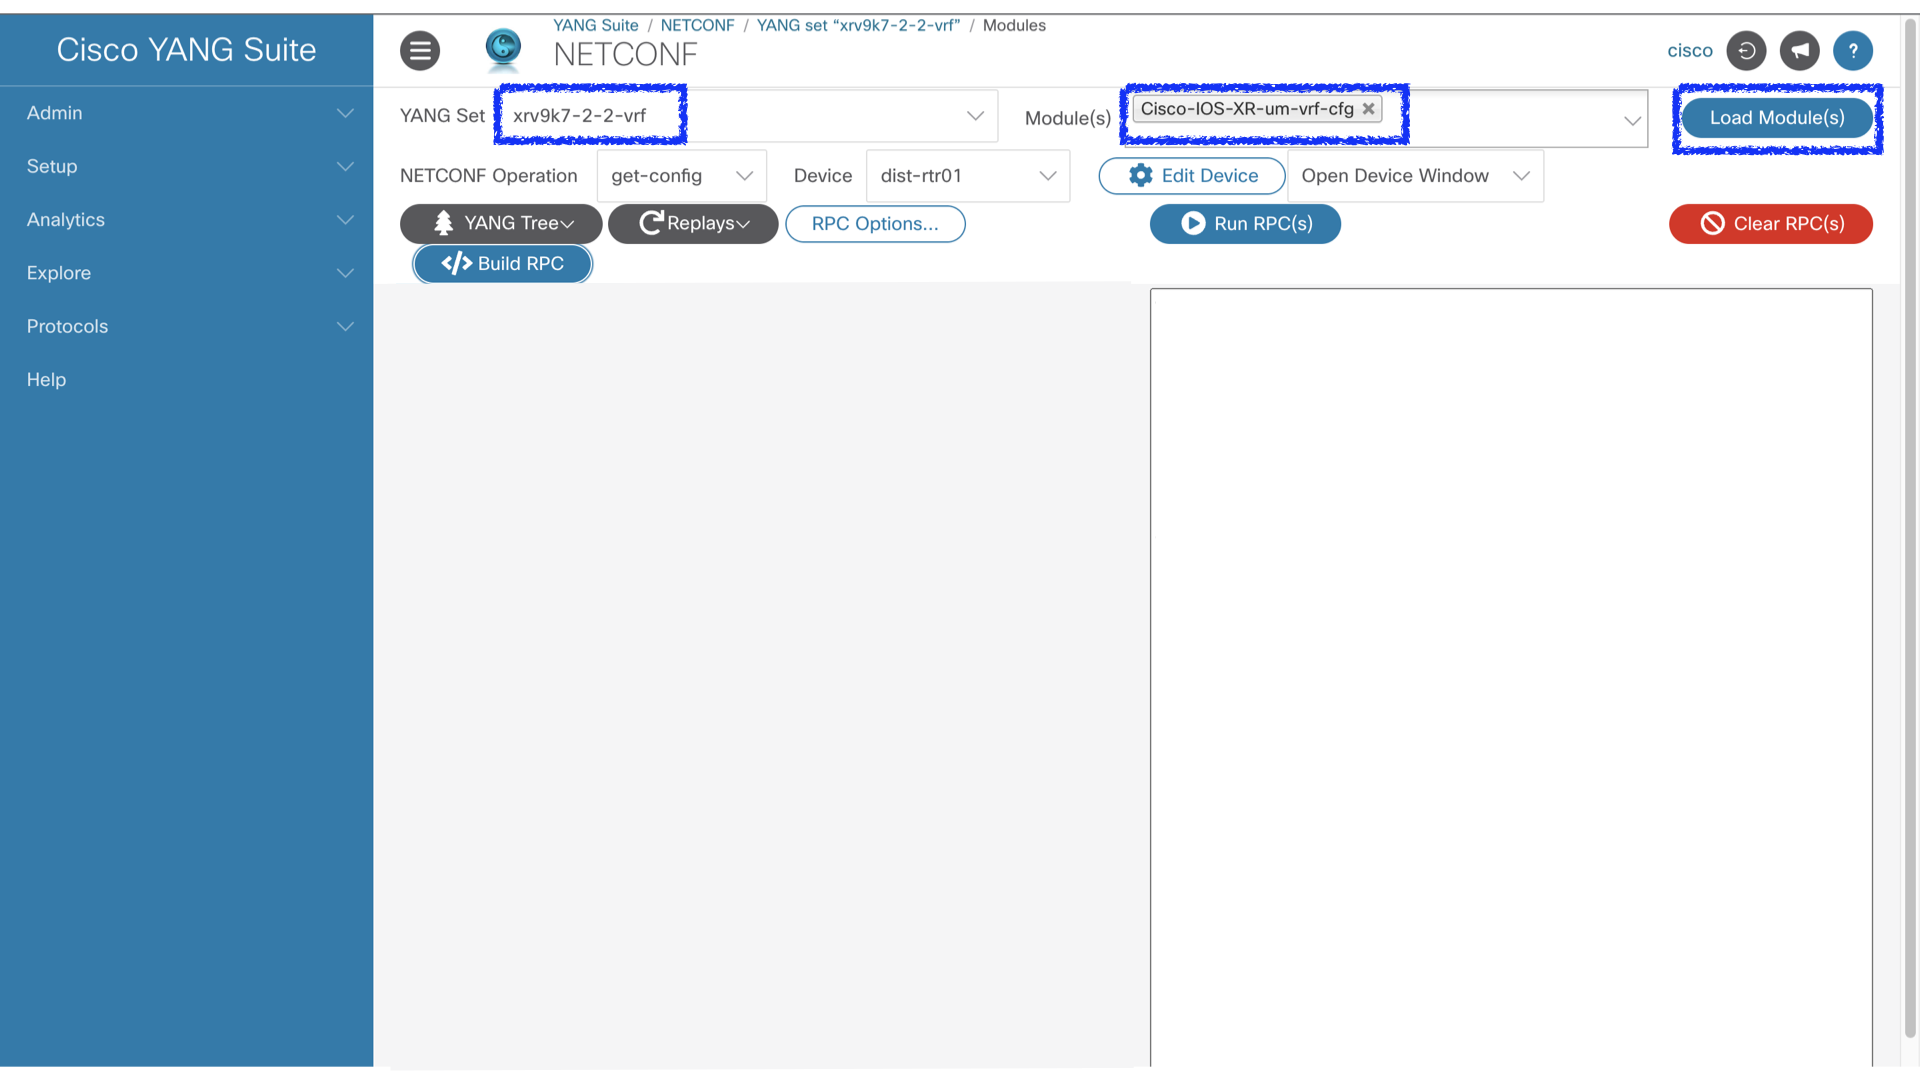 Cisco YANG Suite
YANG Suite / NETCONF / YANG set “xrv9k7-2-2-vrf” / Modules
NETCONF
cisco
?
Admin
Setup
Analytics
Explore
Protocols
Help
YANG Set xrv9k7-2-2-vrf Module(s) Cisco-IOS-XR-um-vrf-cfg ✖ Load Module(s)
NETCONF Operation get-config Device dist-rtr01 Edit Device Open Device Window
YANG Tree Replays RPC Options... Run RPC(s) Clear RPC(s)
</> Build RPC